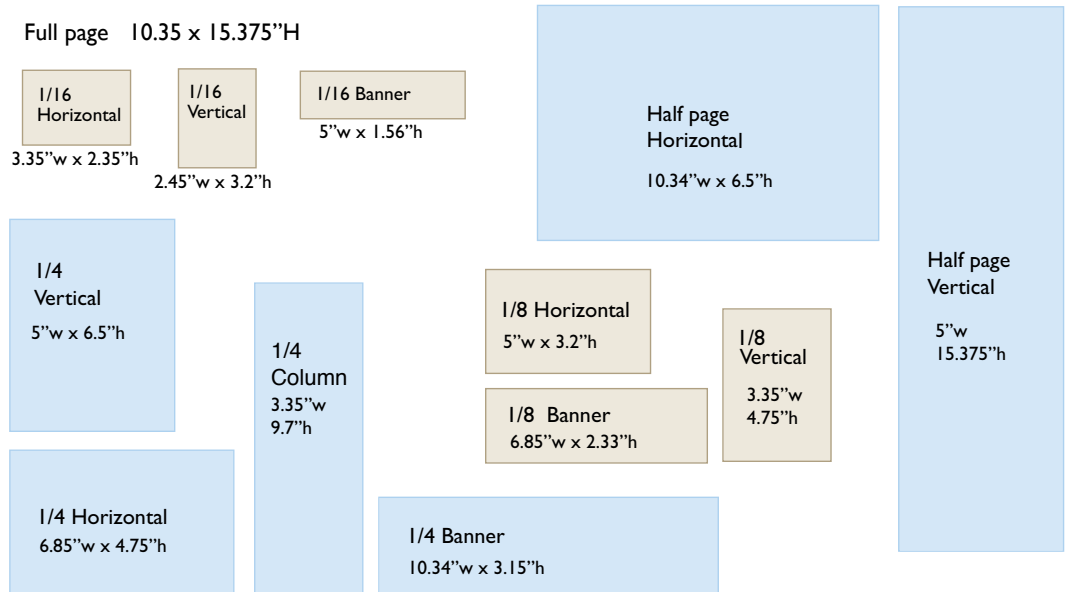 Full page 10.35 x 15.375”H
1/16
Horizontal
3.35”w x 2.35”h
1/16
Vertical
2.45”w x 3.2”h
1/16 Banner
5”w x 1.56”h
Half page
Horizontal
10.34”w x 6.5”h
Half page
Vertical
5”w
15.375”h
1/4
Vertical
5”w x 6.5”h
1/4
Column
3.35”w
9.7”h
1/8 Horizontal
5”w x 3.2”h
1/8 Banner
6.85”w x 2.33”h
1/8
Vertical
3.35”w
4.75”h
1/4 Horizontal
6.85”w x 4.75”h
1/4 Banner
10.34”w x 3.15”h